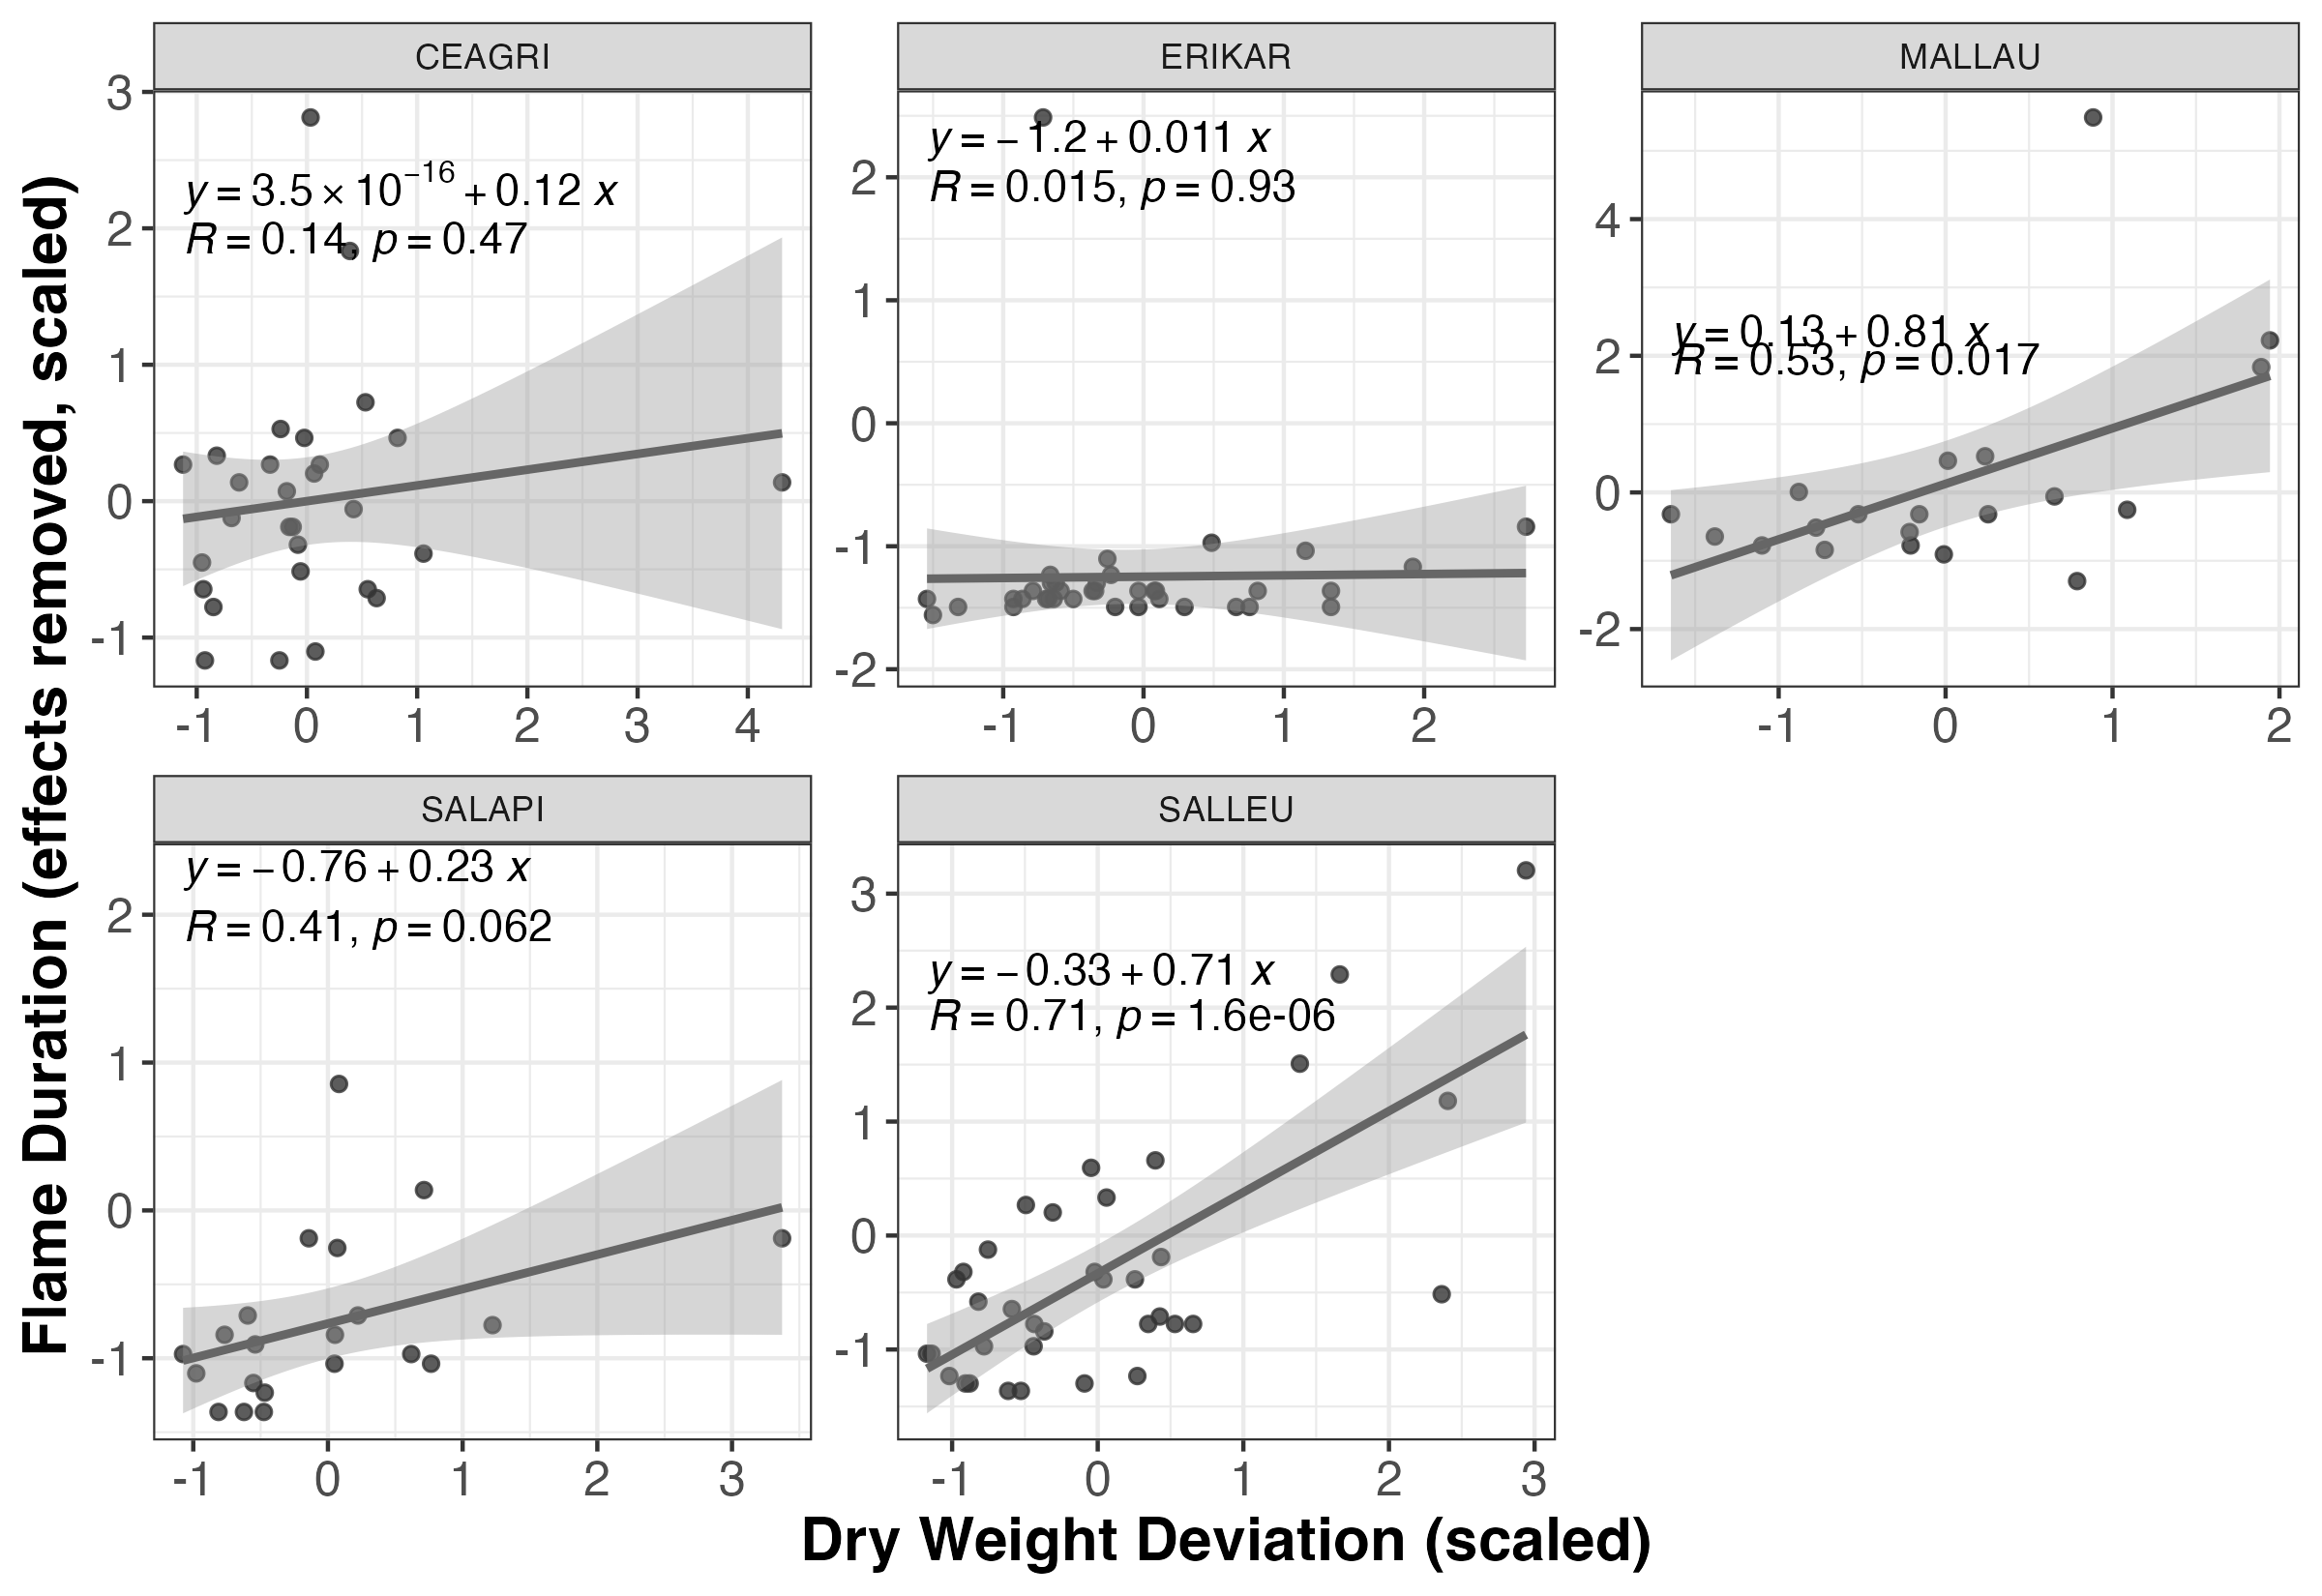 Flame Duration (effects removed, scaled)
CEAGRI
y = 3.5 × 10⁻¹⁶ + 0.12 x
R = 0.14, p = 0.47
3
2
1
0
-1
-1 0 1 2 3 4
ERIKAR
y = − 1.2 + 0.011 x
R = 0.015, p = 0.93
2
1
0
-1
-2
-1 0 1 2
MALLAU
y = 0.13 + 0.81 x
R = 0.53, p = 0.017
4
2
0
-2
-1 0 1 2
SALAPI
y = − 0.76 + 0.23 x
R = 0.41, p = 0.062
2
1
0
-1
-1 0 1 2 3
SALLEU
y = − 0.33 + 0.71 x
R = 0.71, p = 1.6e-06
3
2
1
0
-1
-1 0 1 2 3
Dry Weight Deviation (scaled)